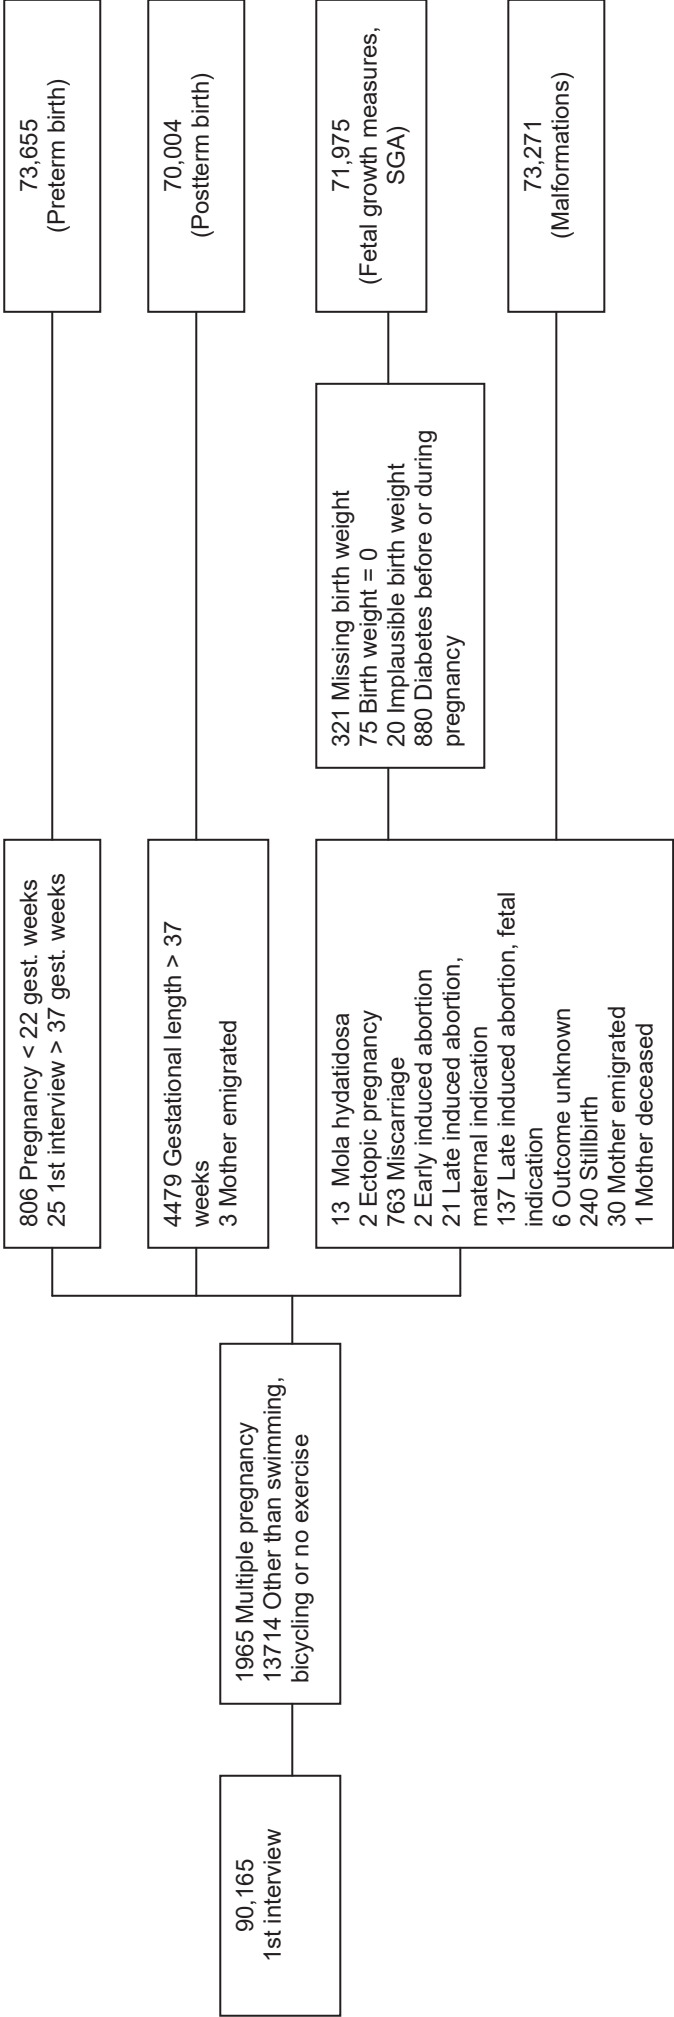 90,165
1st interview
1965 Multiple pregnancy
13714 Other than swimming,
bicycling or no exercise
806 Pregnancy < 22 gest. weeks
25 1st interview > 37 gest. weeks
73,655
(Preterm birth)
4479 Gestational length > 37
weeks
3 Mother emigrated
70,004
(Postterm birth)
13 Mola hydatidosa
2 Ectopic pregnancy
763 Miscarriage
2 Early induced abortion
21 Late induced abortion,
maternal indication
137 Late induced abortion, fetal
indication
6 Outcome unknown
240 Stillbirth
30 Mother emigrated
1 Mother deceased
321 Missing birth weight
75 Birth weight = 0
20 Implausible birth weight
880 Diabetes before or during
pregnancy
71,975
(Fetal growth measures,
SGA)
73,271
(Malformations)